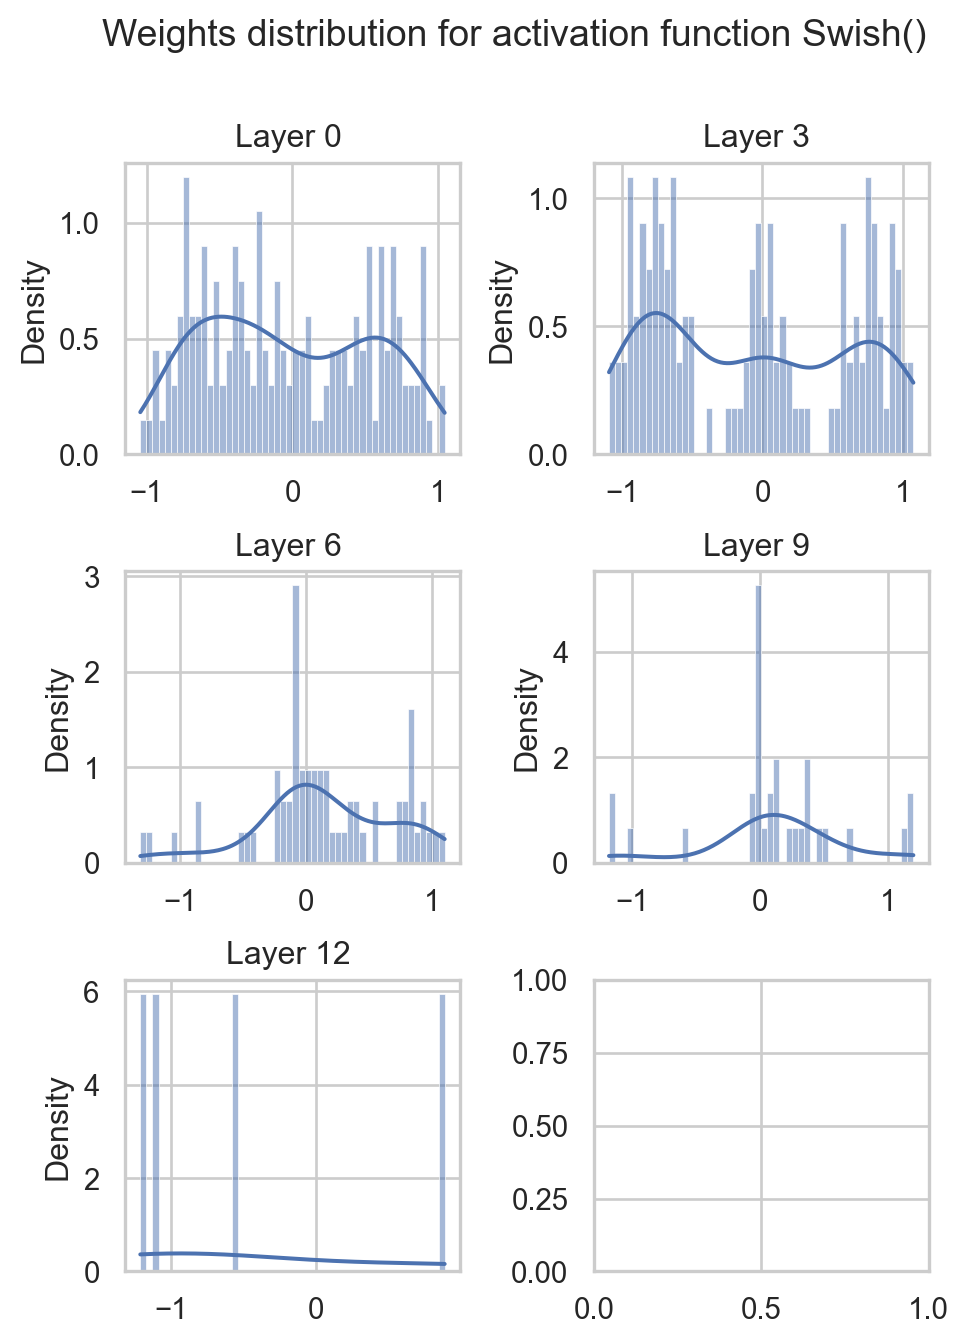 Weights distribution for activation function Swish()
Layer 0
Density
1.0
0.5
0.0
−1 0 1
Layer 3
Density
1.0
0.5
0.0
−1 0 1
Layer 6
Density
3
2
1
0
−1 0 1
Layer 9
Density
4
2
0
−1 0 1
Layer 12
Density
6
4
2
0
−1 0
1.00
0.75
0.50
0.25
0.00
0.0 0.5 1.0